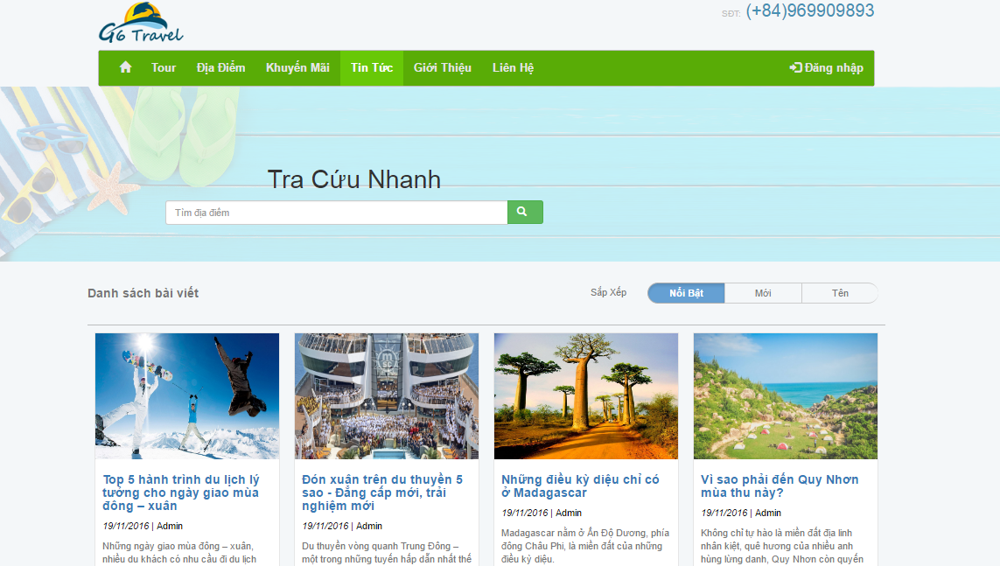 G6 Travel
SĐT: (+84)969909893
Tour Địa Điểm Khuyến Mãi Tin Tức Giới Thiệu Liên Hệ Đăng nhập
Tra Cứu Nhanh
Tìm địa điểm
Danh sách bài viết
Sắp Xếp Nổi Bật Mới Tên
Top 5 hành trình du lịch lý
tưởng cho ngày giao mùa
đông – xuân
19/11/2016 | Admin
Những ngày giao mùa đông – xuân,
nhiều du khách có nhu cầu đi du lịch
Đón xuân trên du thuyền 5
sao - Đẳng cấp mới, trải
nghiệm mới
19/11/2016 | Admin
Du thuyền vòng quanh Trung Đông –
một trong những tuyến hấp dẫn nhất thế
Những điều kỳ diệu chỉ có
ở Madagascar
19/11/2016 | Admin
Madagascar nằm ở Ấn Độ Dương, phía
đông Châu Phi, là miền đất của những
điều kỳ diệu.
Vì sao phải đến Quy Nhơn
mùa thu này?
19/11/2016 | Admin
Không chỉ tự hào là miền đất địa linh
nhân kiệt, quê hương của nhiều anh
hùng lừng danh, Quy Nhơn còn quyến